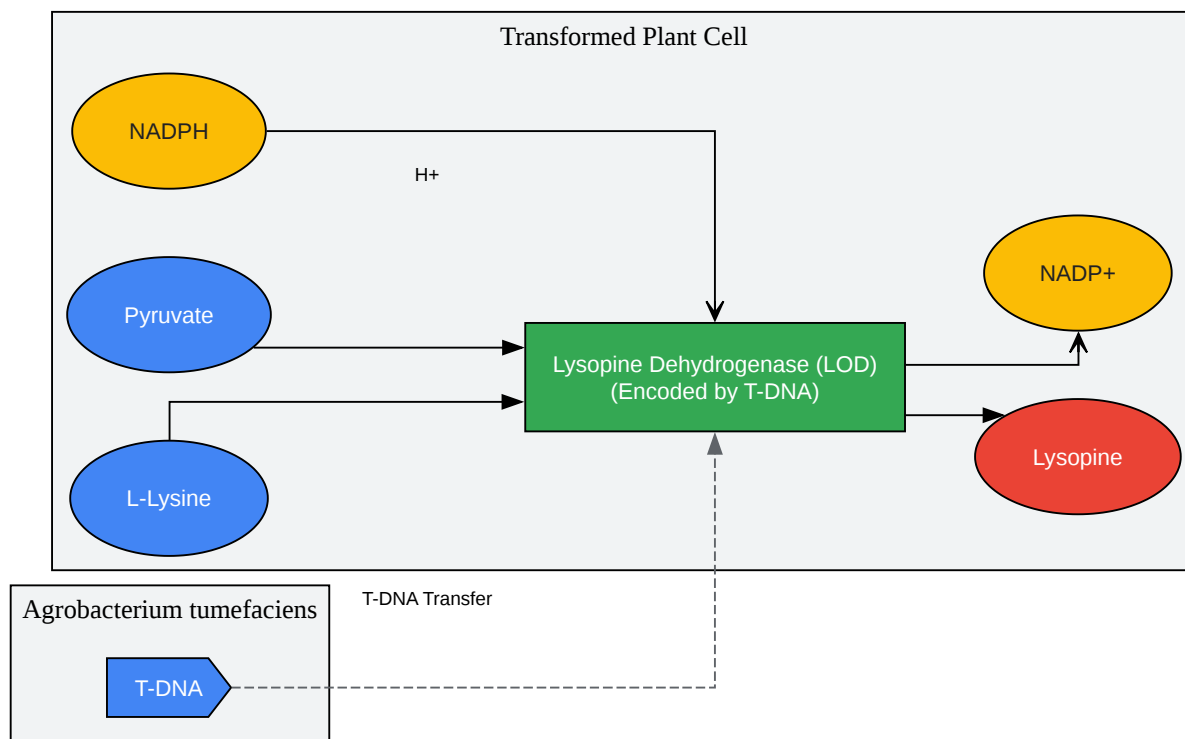 Transformed Plant Cell
NADPH
H+
NADP+
Pyruvate
Lysopine Dehydrogenase (LOD)
(Encoded by T-DNA)
Lysopine
L-Lysine
T-DNA Transfer
Agrobacterium tumefaciens
T-DNA